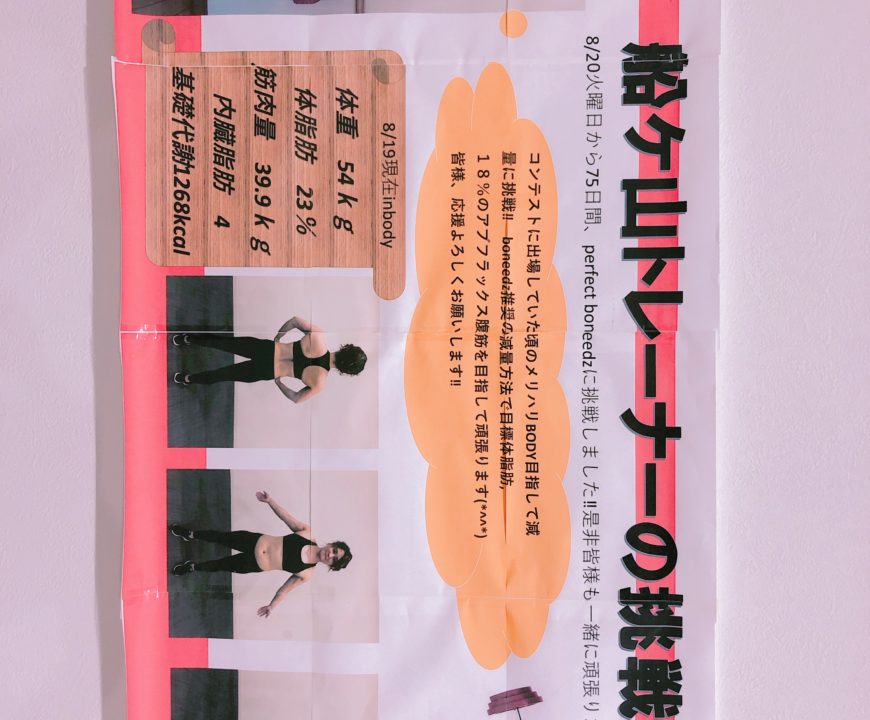 船ケ山トレーナーの挑戦
8/20火曜日から75日間、perfect boneedzに挑戦しました!!是非皆様も一緒に頑張り
コンテストに出場していた頃のメリハリBODY目指して減
量に挑戦!! boneedz推奨の減量方法で目標体脂肪,
18%のアブフラックス腹筋を目指して頑張ります(*^^*)
皆様、応援よろしくお願いします!!
8/19現在inbody
体重 54kg
体脂肪 23%
筋肉量 39.9kg
内臓脂肪 4
基礎代謝1268kcal